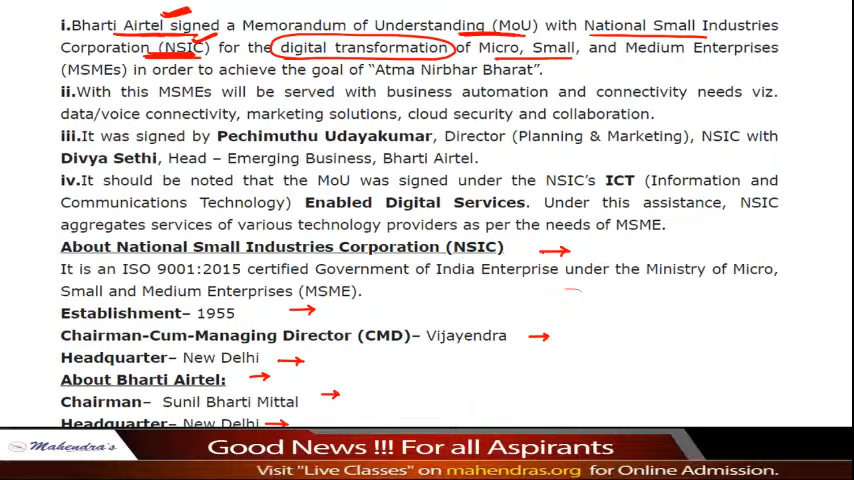 i.Bharti Airtel signed a Memorandum of Understanding (MoU) with National Small Industries
Corporation (NSIC) for the digital transformation of Micro, Small, and Medium Enterprises
(MSMEs) in order to achieve the goal of “Atma Nirbhar Bharat”.
ii.With this MSMEs will be served with business automation and connectivity needs viz.
data/voice connectivity, marketing solutions, cloud security and collaboration.
iii.It was signed by Pechimuthu Udayakumar, Director (Planning & Marketing), NSIC with
Divya Sethi, Head – Emerging Business, Bharti Airtel.
iv.It should be noted that the MoU was signed under the NSIC’s ICT (Information and
Communications Technology) Enabled Digital Services. Under this assistance, NSIC
aggregates services of various technology providers as per the needs of MSME.
About National Small Industries Corporation (NSIC)
It is an ISO 9001:2015 certified Government of India Enterprise under the Ministry of Micro,
Small and Medium Enterprises (MSME).
Establishment– 1955
Chairman-Cum-Managing Director (CMD)– Vijayendra
Headquarter– New Delhi
About Bharti Airtel:
Chairman– Sunil Bharti Mittal
Headquarter– New Delhi
Mahendra's
Good News !!! For all Aspirants
Visit "Live Classes" on mahendras.org for Online Admission.